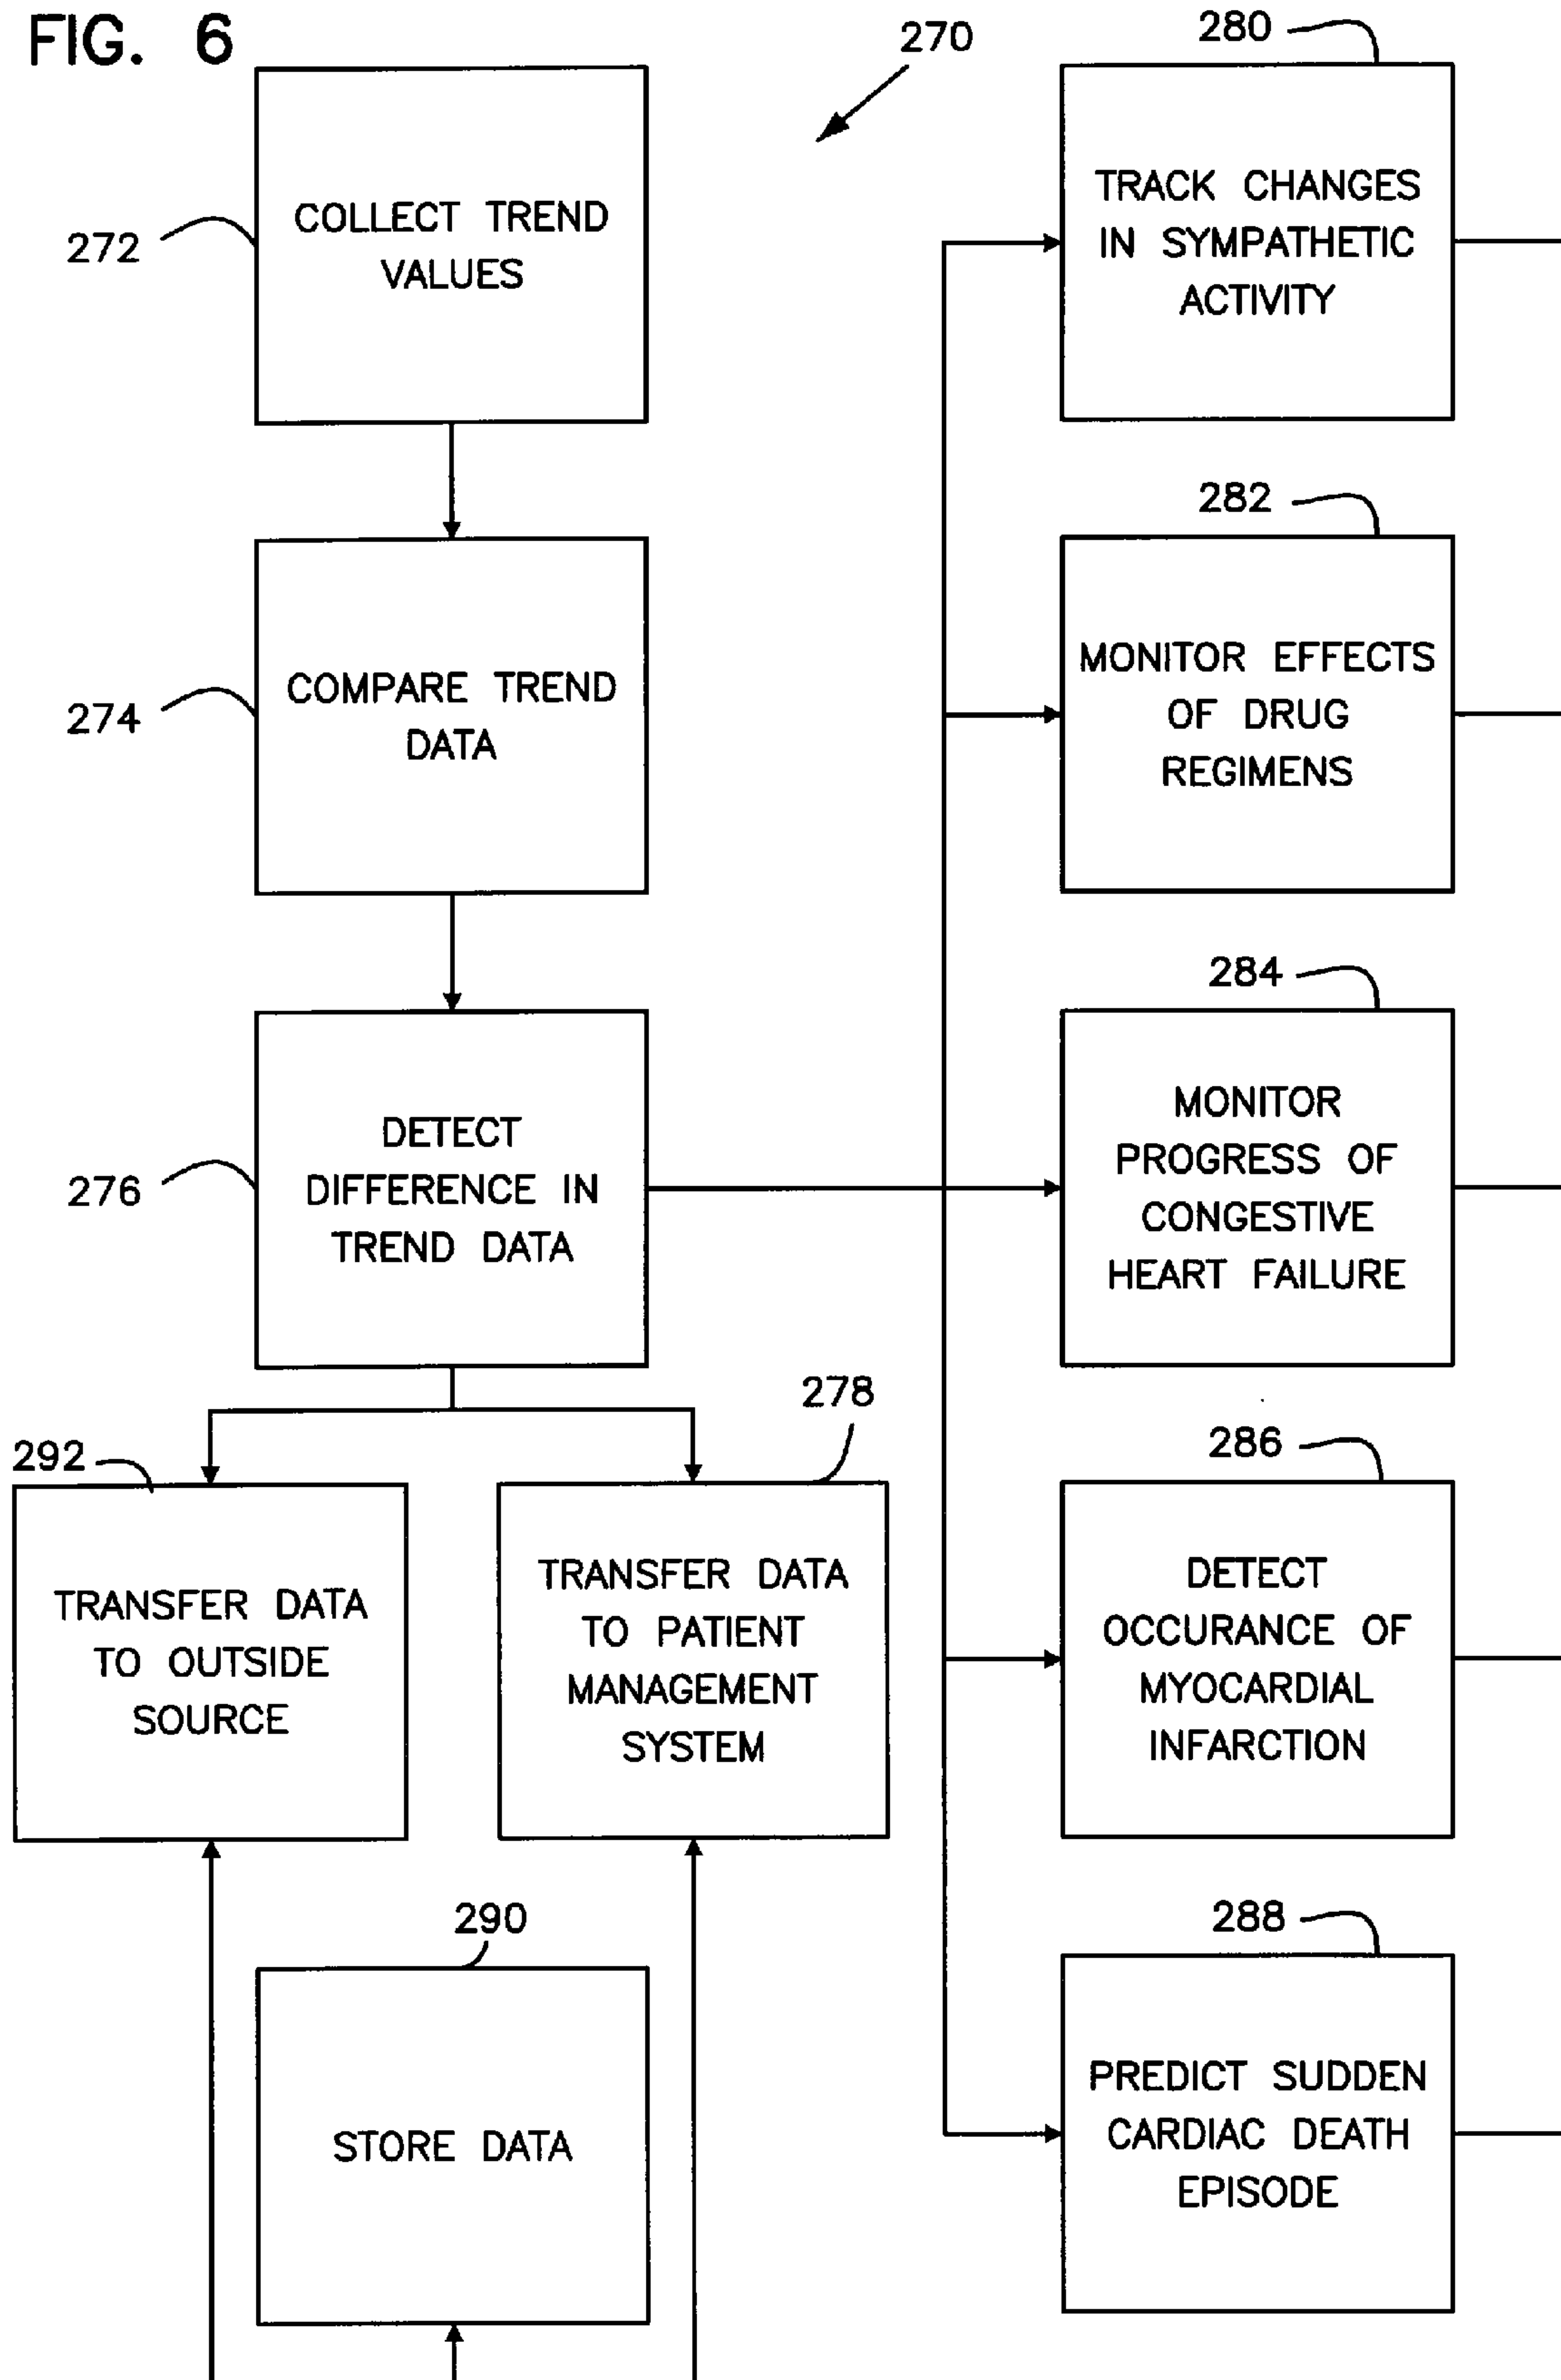 FIG. 6
270
272
COLLECT TREND
VALUES
274
COMPARE TREND
DATA
276
DETECT
DIFFERENCE IN
TREND DATA
292
TRANSFER DATA
TO OUTSIDE
SOURCE
278
TRANSFER DATA
TO PATIENT
MANAGEMENT
SYSTEM
290
STORE DATA
280
TRACK CHANGES
IN SYMPATHETIC
ACTIVITY
282
MONITOR EFFECTS
OF DRUG
REGIMENS
284
MONITOR
PROGRESS OF
CONGESTIVE
HEART FAILURE
286
DETECT
OCCURANCE OF
MYOCARDIAL
INFARCTION
288
PREDICT SUDDEN
CARDIAC DEATH
EPISODE